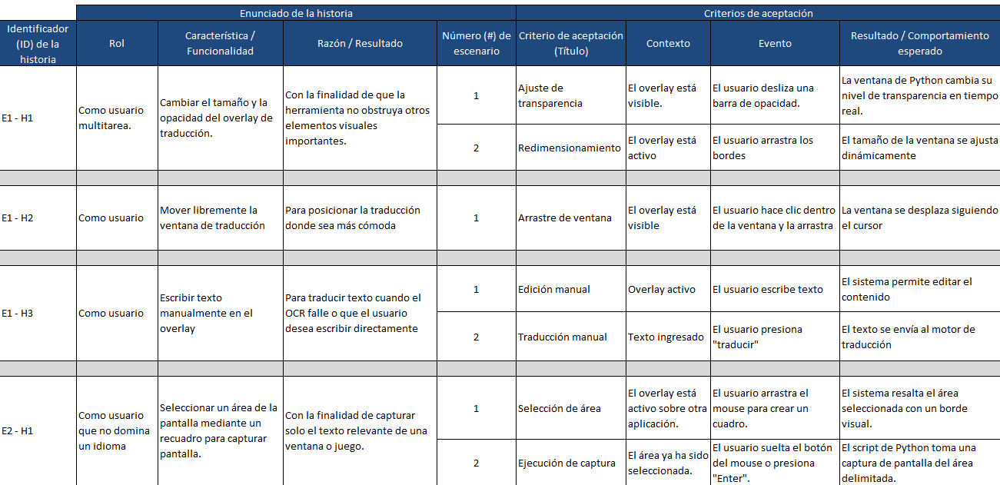 Enunciado de la historia
Criterios de aceptación
Identificador
(ID) de la
historia
Rol
Característica /
Funcionalidad
Razón / Resultado
Número (#) de
escenario
Criterio de aceptación
(Título)
Contexto
Evento
Resultado / Comportamiento
esperado
E1 - H1
Como usuario
multitarea.
Cambiar el tamaño y la
opacidad del overlay de
traducción.
Con la finalidad de que la
herramienta no obstruya otros
elementos visuales
importantes.
1
Ajuste de
transparencia
El overlay está
visible.
El usuario desliza una
barra de opacidad.
La ventana de Python cambia su
nivel de transparencia en tiempo
real.
2
Redimensionamiento
El overlay está
activo
El usuario arrastra los
bordes
El tamaño de la ventana se ajusta
dinámicamente
E1 - H2
Como usuario
Mover libremente la
ventana de traducción
Para posicionar la traducción
donde sea más cómoda
1
Arrastre de ventana
El overlay está
visible
El usuario hace clic dentro
de la ventana y la arrastra
La ventana se desplaza siguiendo
el cursor
E1 - H3
Como usuario
Escribir texto
manualmente en el
overlay
Para traducir texto cuando el
OCR falle o que el usuario
desea escribir directamente
1
Edición manual
Overlay activo
El usuario escribe texto
El sistema permite editar el
contenido
2
Traducción manual
Texto ingresado
El usuario presiona
"traducir"
El texto se envía al motor de
traducción
E2 - H1
Como usuario
que no domina
un idioma
Seleccionar un área de la
pantalla mediante un
recuadro para capturar
pantalla.
Con la finalidad de capturar
solo el texto relevante de una
ventana o juego.
1
Selección de área
El overlay está
activo sobre otra
aplicación.
El usuario arrastra el
mouse para crear un
cuadro.
El sistema resalta el área
seleccionada con un borde
visual.
2
Ejecución de captura
El área ya ha sido
seleccionada.
El usuario suelta el botón
del mouse o presiona
"Enter".
El script de Python toma una
captura de pantalla del área
delimitada.